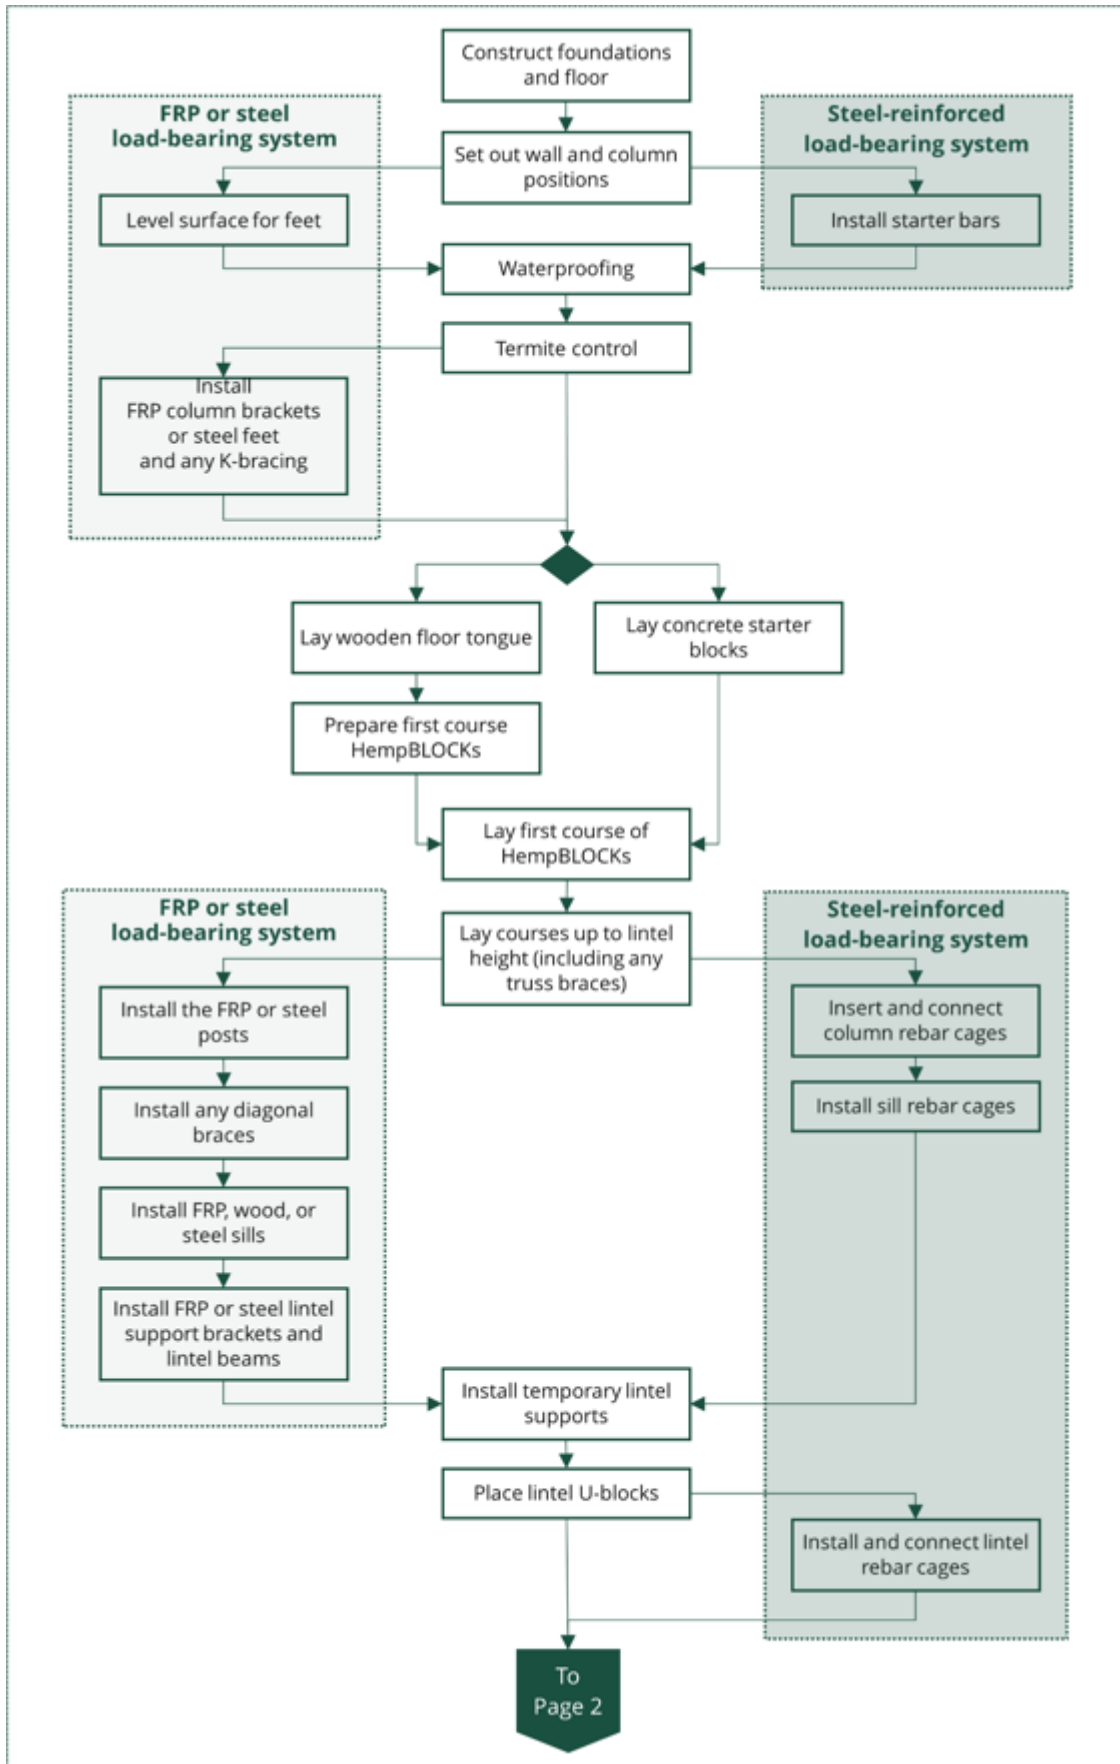 Construct foundations
and floor
FRP or steel
load-bearing system
Steel-reinforced
load-bearing system
Set out wall and column
positions
Level surface for feet
Install starter bars
Waterproofing
Termite control
Install
FRP column brackets
or steel feet
and any K-bracing
Lay wooden floor tongue
Lay concrete starter
blocks
Prepare first course
HempBLOCKs
Lay first course of
HempBLOCKs
FRP or steel
load-bearing system
Steel-reinforced
load-bearing system
Lay courses up to lintel
height (including any
truss braces)
Install the FRP or steel
posts
Insert and connect
column rebar cages
Install any diagonal
braces
Install sill rebar cages
Install FRP, wood, or
steel sills
Install FRP or steel lintel
support brackets and
lintel beams
Install temporary lintel
supports
Place lintel U-blocks
Install and connect lintel
rebar cages
To
Page 2